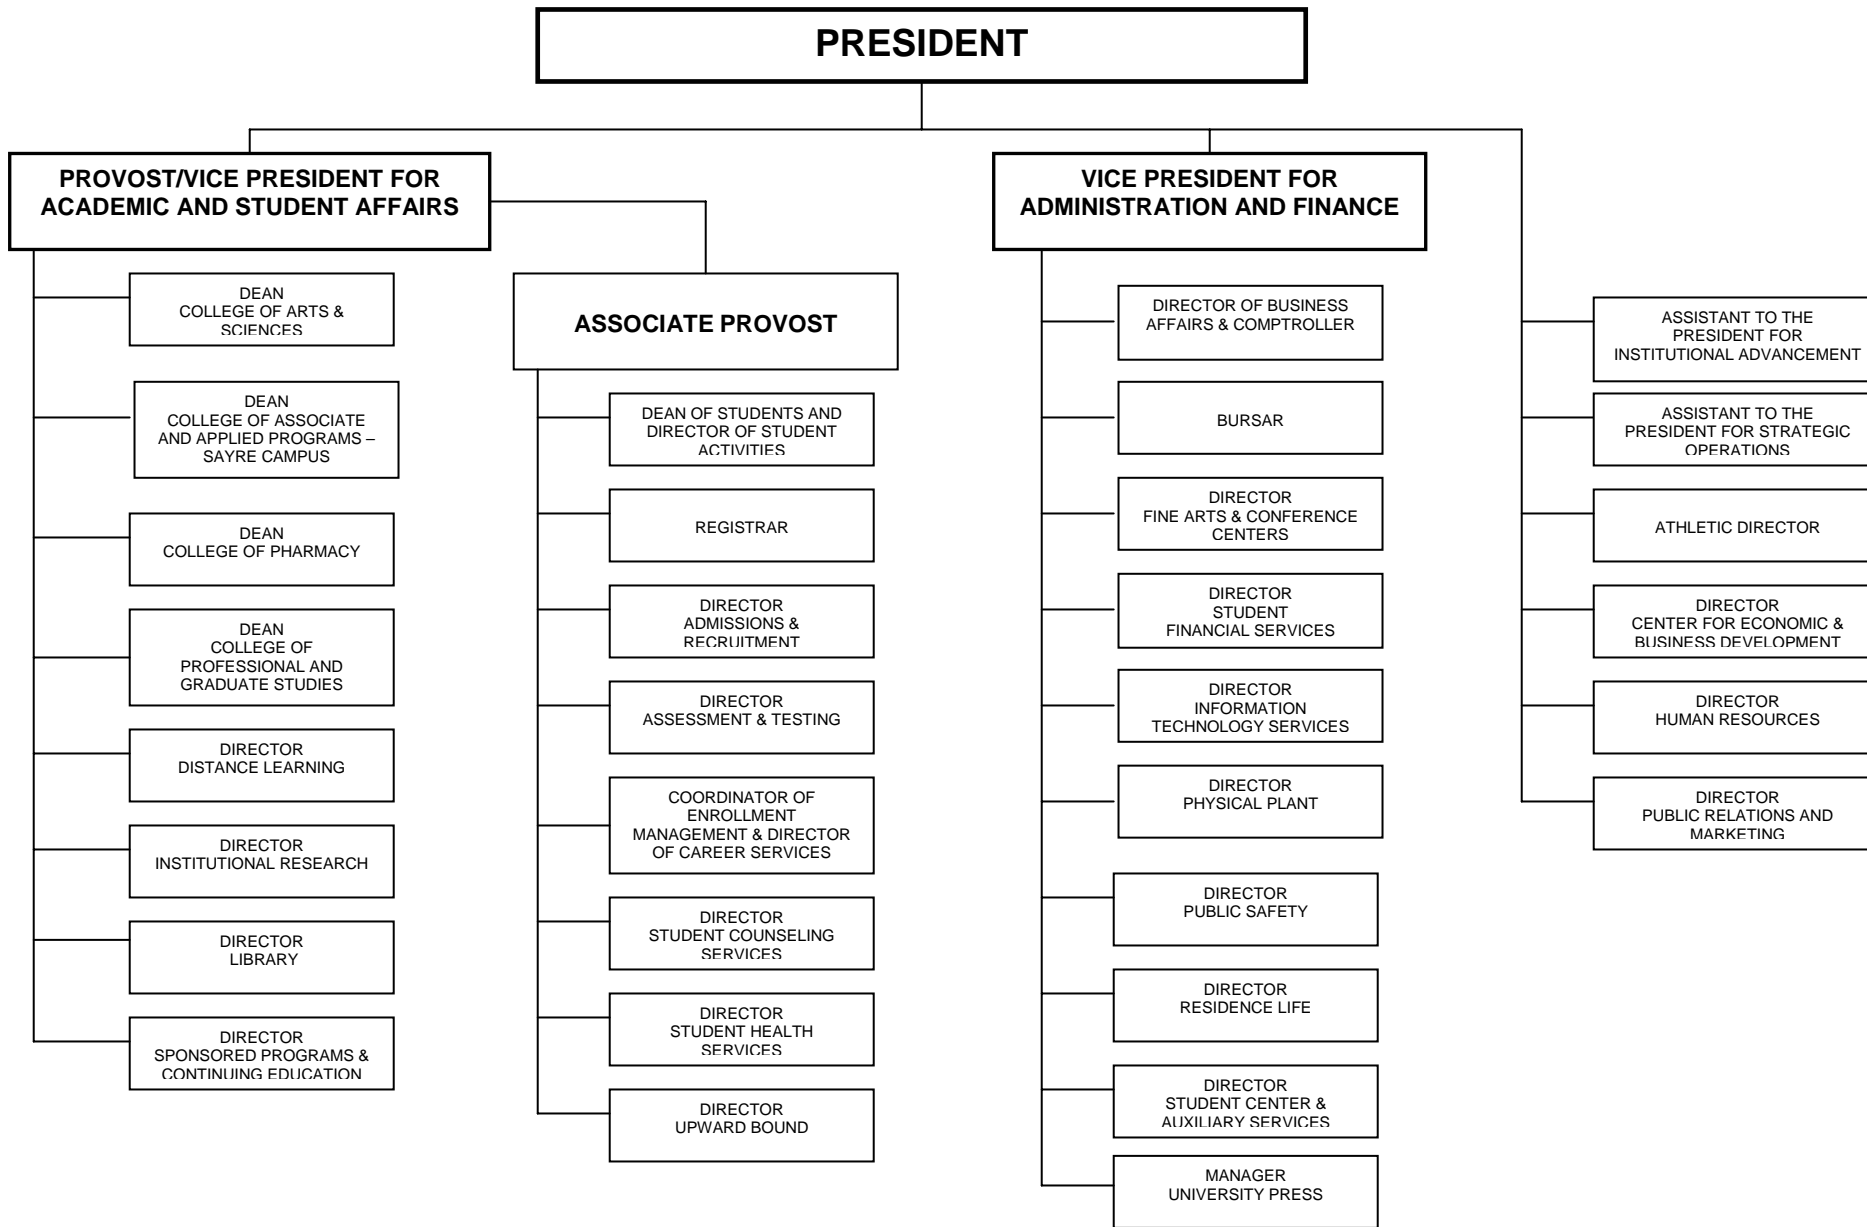 PRESIDENT
PROVOST/VICE PRESIDENT FOR
ACADEMIC AND STUDENT AFFAIRS
DEAN
COLLEGE OF ARTS &
SCIENCES
DEAN
COLLEGE OF ASSOCIATE
AND APPLIED PROGRAMS –
SAYRE CAMPUS
DEAN
COLLEGE OF PHARMACY
DEAN
COLLEGE OF
PROFESSIONAL AND
GRADUATE STUDIES
DIRECTOR
DISTANCE LEARNING
DIRECTOR
INSTITUTIONAL RESEARCH
DIRECTOR
LIBRARY
DIRECTOR
SPONSORED PROGRAMS &
CONTINUING EDUCATION
ASSOCIATE PROVOST
DEAN OF STUDENTS AND
DIRECTOR OF STUDENT
ACTIVITIES
REGISTRAR
DIRECTOR
ADMISSIONS &
RECRUITMENT
DIRECTOR
ASSESSMENT & TESTING
COORDINATOR OF
ENROLLMENT
MANAGEMENT & DIRECTOR
OF CAREER SERVICES
DIRECTOR
STUDENT COUNSELING
SERVICES
DIRECTOR
STUDENT HEALTH
SERVICES
DIRECTOR
UPWARD BOUND
VICE PRESIDENT FOR
ADMINISTRATION AND FINANCE
DIRECTOR OF BUSINESS
AFFAIRS & COMPTROLLER
BURSAR
DIRECTOR
FINE ARTS & CONFERENCE
CENTERS
DIRECTOR
STUDENT
FINANCIAL SERVICES
DIRECTOR
INFORMATION
TECHNOLOGY SERVICES
DIRECTOR
PHYSICAL PLANT
DIRECTOR
PUBLIC SAFETY
DIRECTOR
RESIDENCE LIFE
DIRECTOR
STUDENT CENTER &
AUXILIARY SERVICES
MANAGER
UNIVERSITY PRESS
ASSISTANT TO THE
PRESIDENT FOR
INSTITUTIONAL ADVANCEMENT
ASSISTANT TO THE
PRESIDENT FOR STRATEGIC
OPERATIONS
ATHLETIC DIRECTOR
DIRECTOR
CENTER FOR ECONOMIC &
BUSINESS DEVELOPMENT
DIRECTOR
HUMAN RESOURCES
DIRECTOR
PUBLIC RELATIONS AND
MARKETING